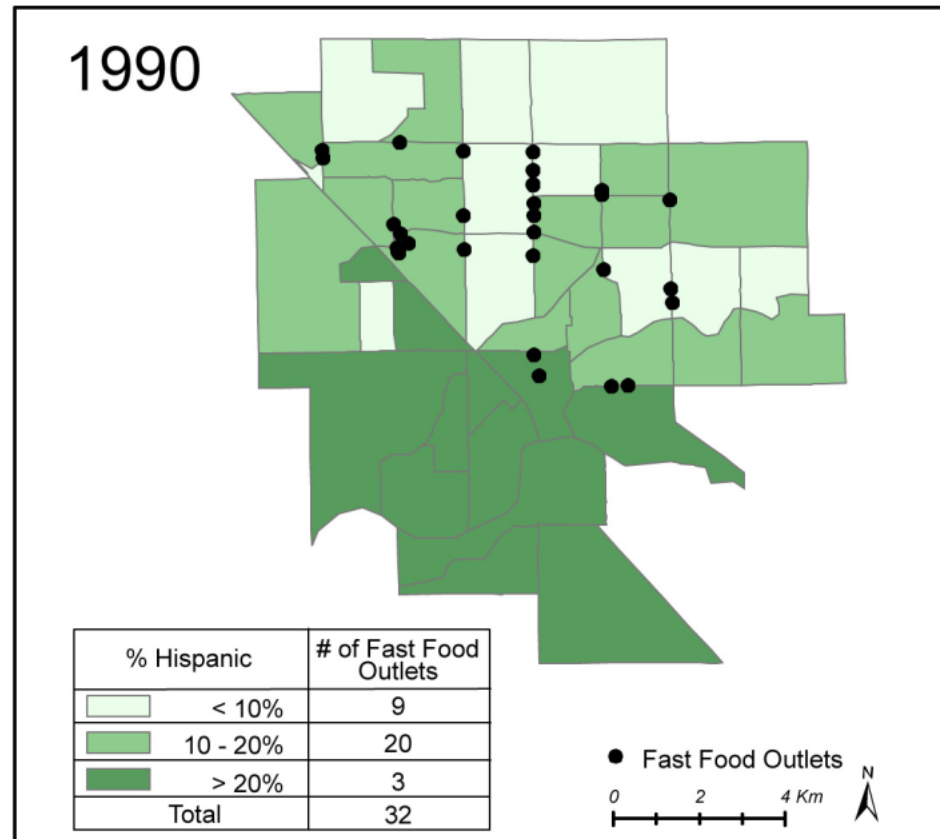 1990
% Hispanic
# of Fast Food
Outlets
< 10%
9
10 - 20%
20
> 20%
3
Total
32
Fast Food Outlets
0 2 4 Km
N